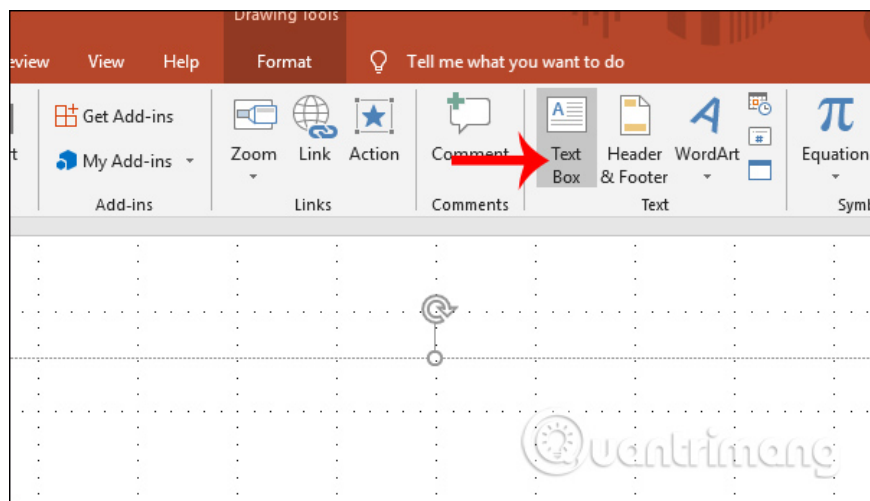 Drawing Tools
eview View Help Format Tell me what you want to do
Get Add-ins
My Add-ins
Zoom Link Action Comment Text Box Header & Footer WordArt Equation
Add-ins Links Comments Text Symb
Quantrimang